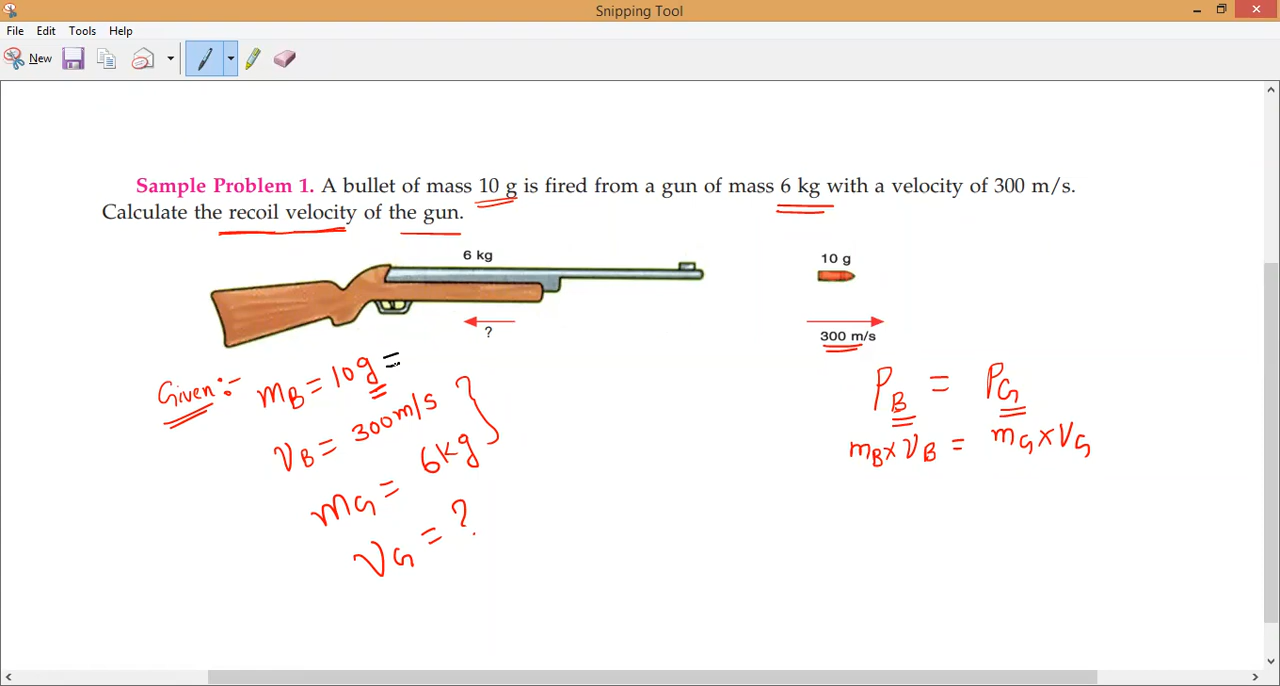 Snipping Tool
File Edit Tools Help
New
Sample Problem 1. A bullet of mass 10 g is fired from a gun of mass 6 kg with a velocity of 300 m/s.
Calculate the recoil velocity of the gun.
6 kg
10 g
?
300 m/s
Given:- mB = 10g =
vB = 300m/s
mG = 6kg
vG = ?
PB = PG
mB×vB = mG×vG